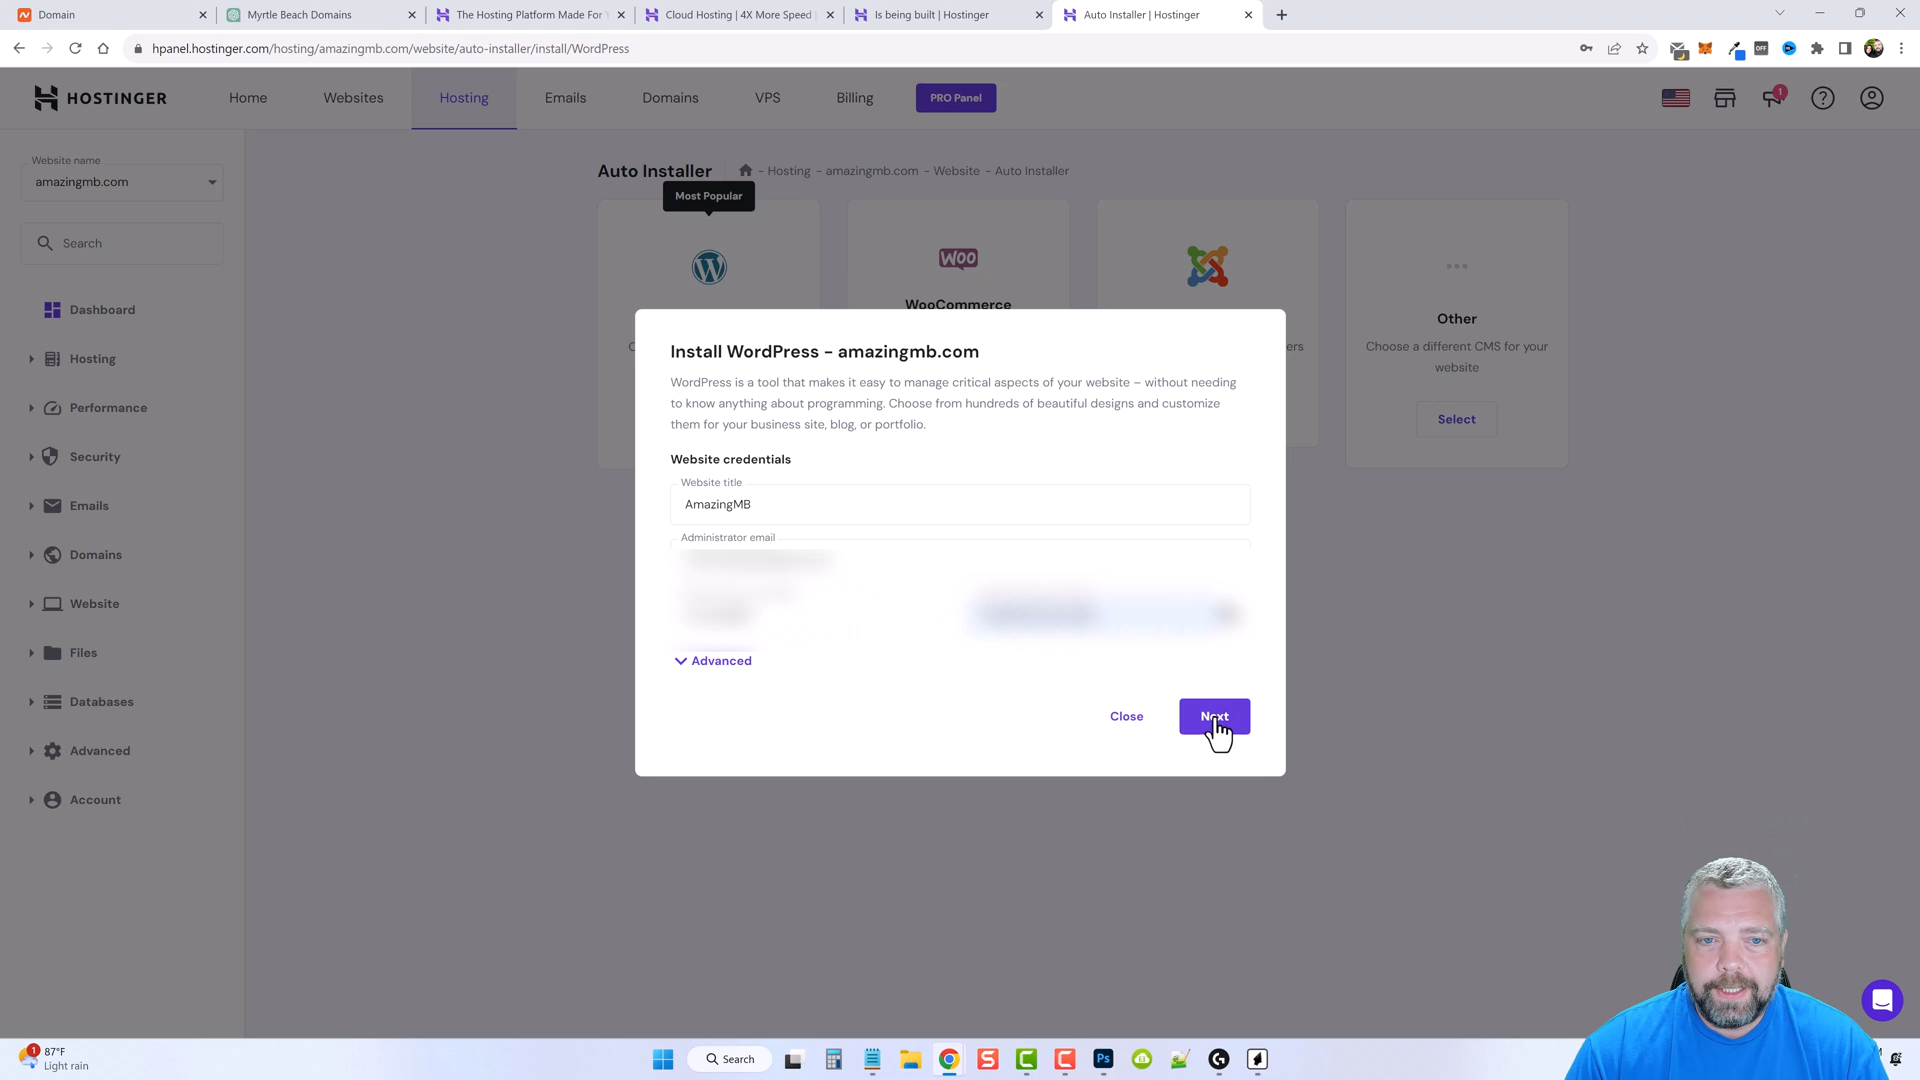 Domain
Myrtle Beach Domains
The Hosting Platform Made For
Cloud Hosting | 4X More Speed
Is being built | Hostinger
Auto Installer | Hostinger
hpanel.hostinger.com/hosting/amazingmb.com/website/auto-installer/install/WordPress
OFF
HOSTINGER
Home
Websites
Hosting
Emails
Domains
VPS
Billing
PRO Panel
1
Website name
amazingmb.com
Search
Dashboard
Hosting
Performance
Security
Emails
Domains
Website
Files
Databases
Advanced
Account
Auto Installer
- Hosting - amazingmb.com - Website - Auto Installer
Most Popular
WOO
WooCommerce
Other
Choose a different CMS for your
website
Select
Install WordPress - amazingmb.com
WordPress is a tool that makes it easy to manage critical aspects of your website – without needing
to know anything about programming. Choose from hundreds of beautiful designs and customize
them for your business site, blog, or portfolio.
Website credentials
Website title
AmazingMB
Administrator email
Advanced
Close
Next
1
87°F
Light rain
Search
Ps